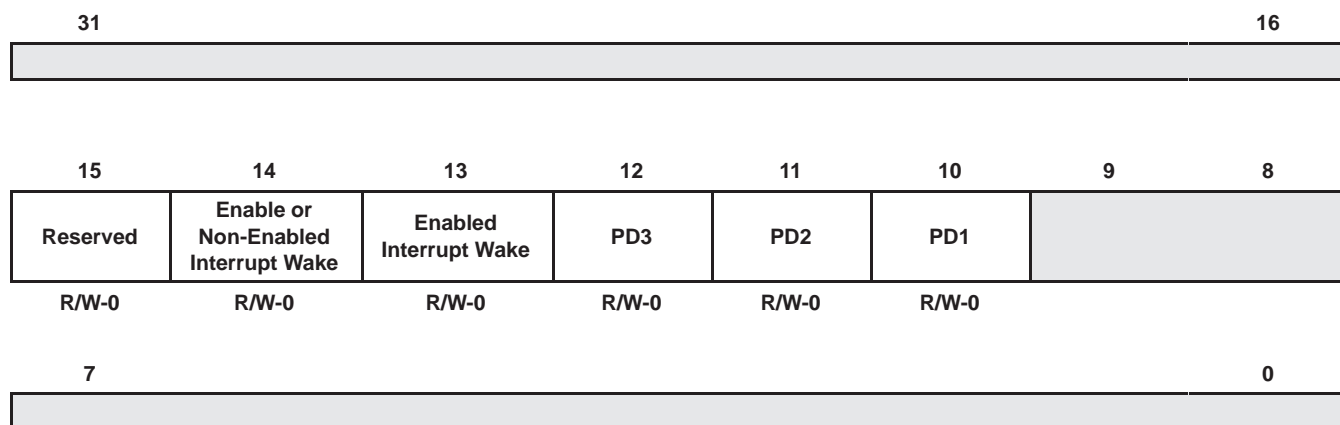 31 16
15 14 13 12 11 10 9 8
Reserved
Enable or
Non-Enabled
Interrupt Wake
Enabled
Interrupt Wake
PD3
PD2
PD1
R/W-0 R/W-0 R/W-0 R/W-0 R/W-0 R/W-0
7 0